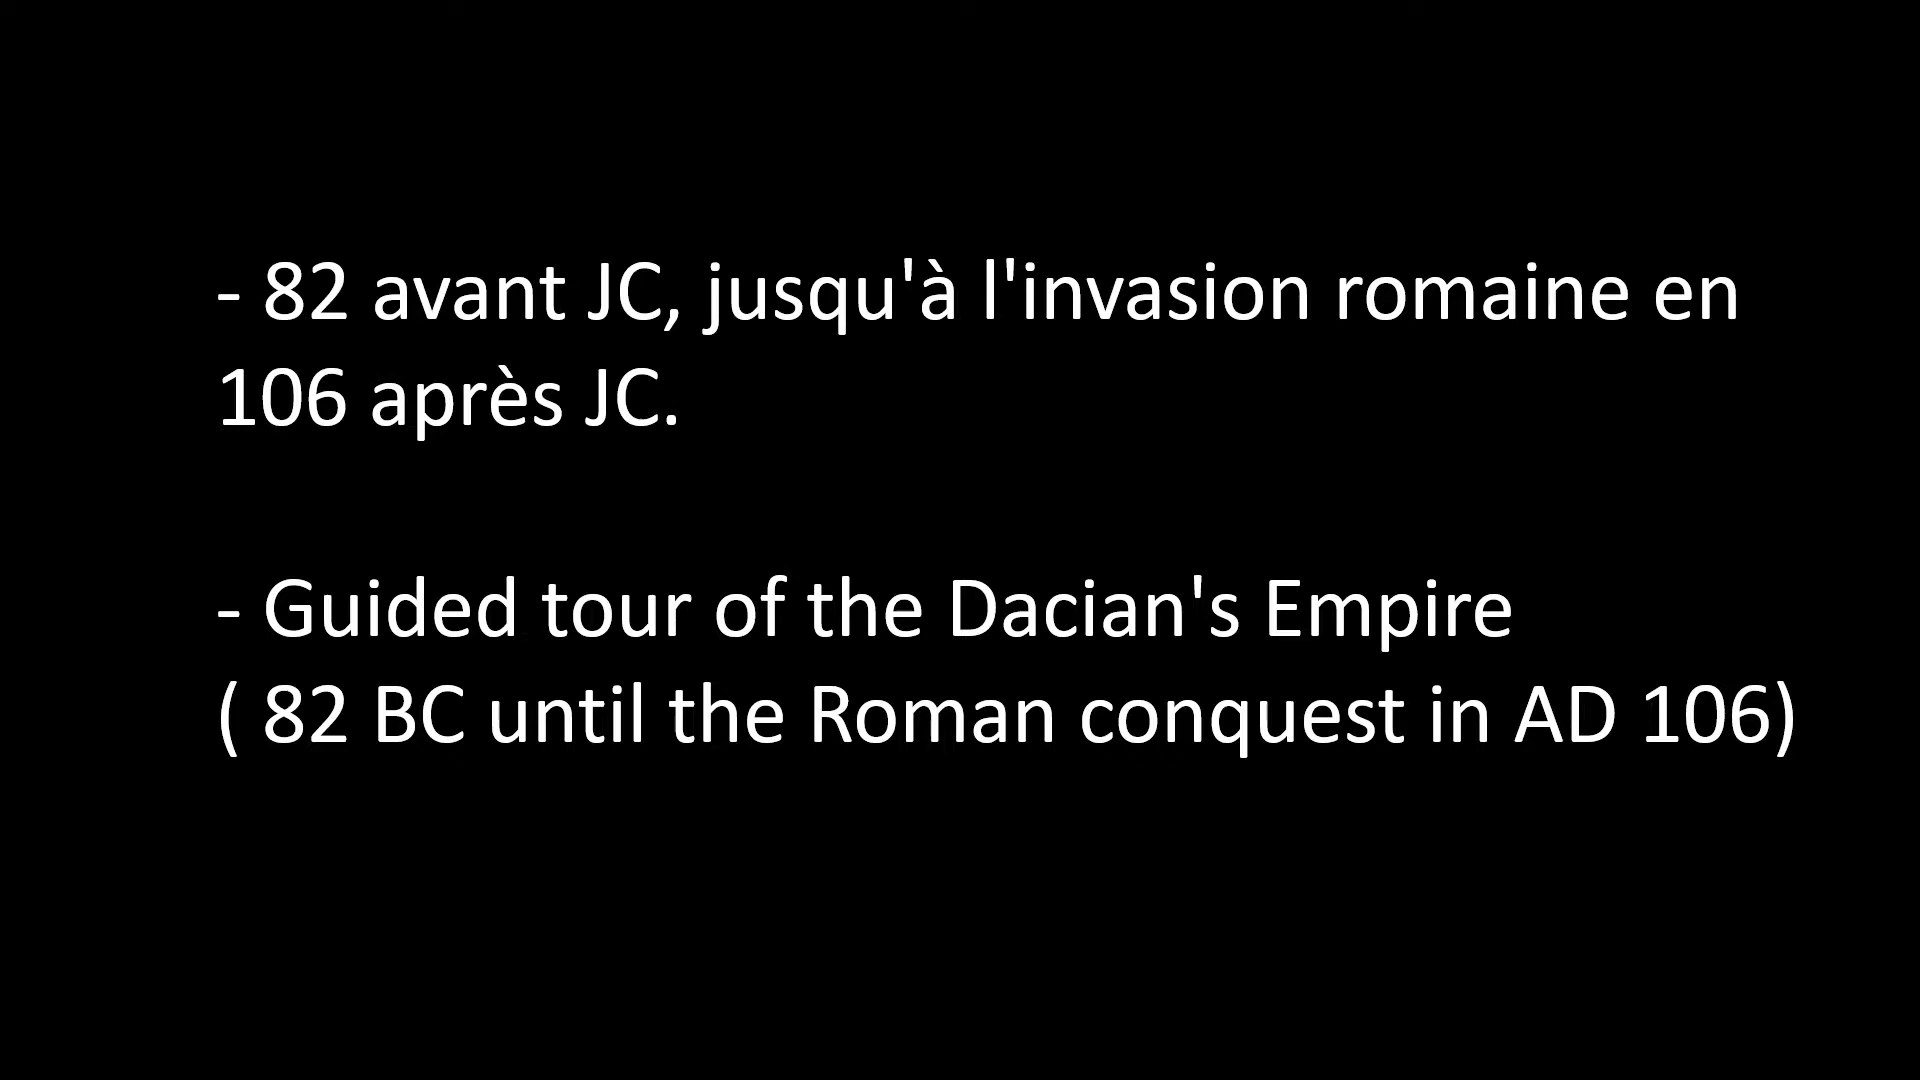 - 82 avant JC, jusqu'à l'invasion romaine en
106 après JC.
- Guided tour of the Dacian's Empire
( 82 BC until the Roman conquest in AD 106)